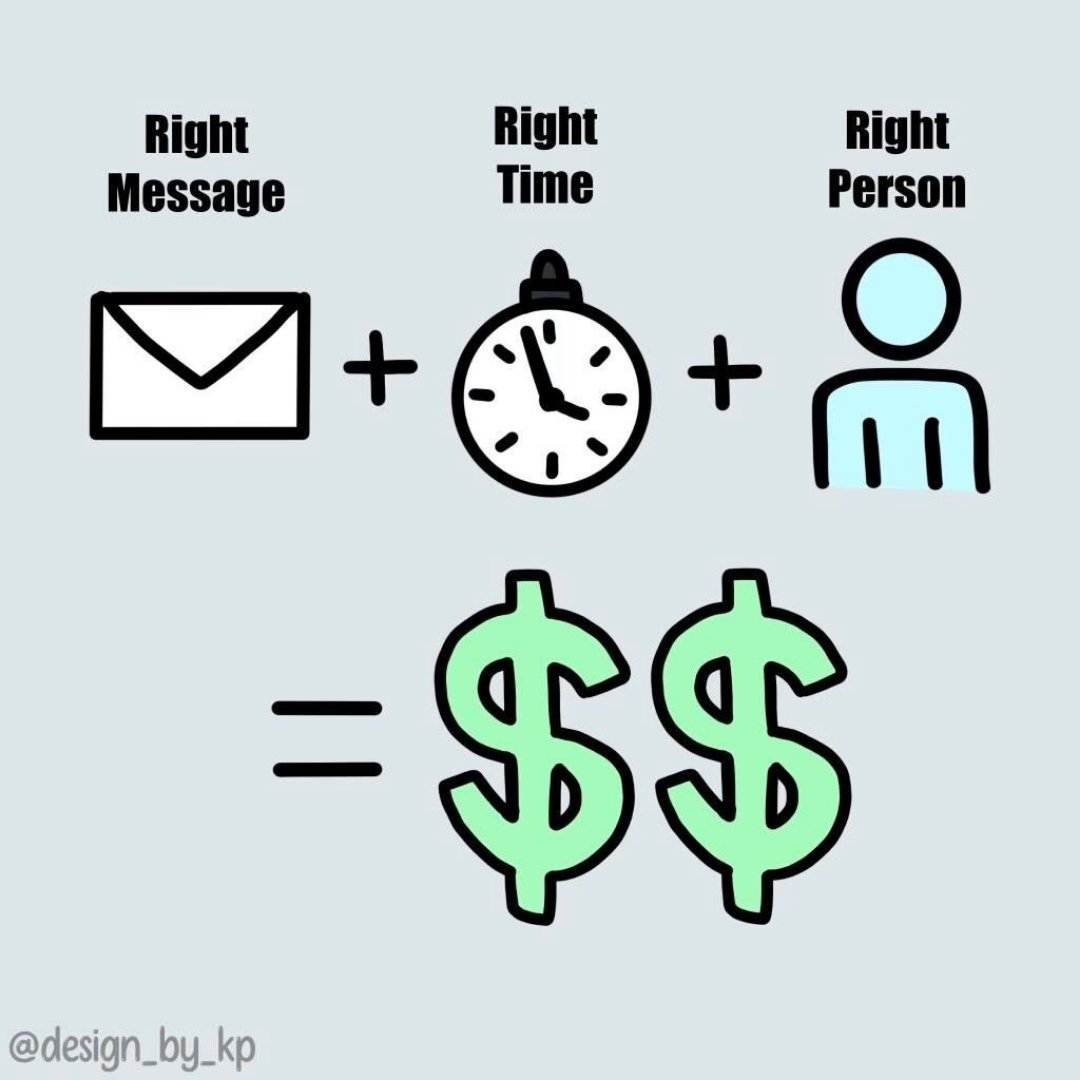 Right
Message
Right
Time
Right
Person
+
+
=
$$
@design_by_kp